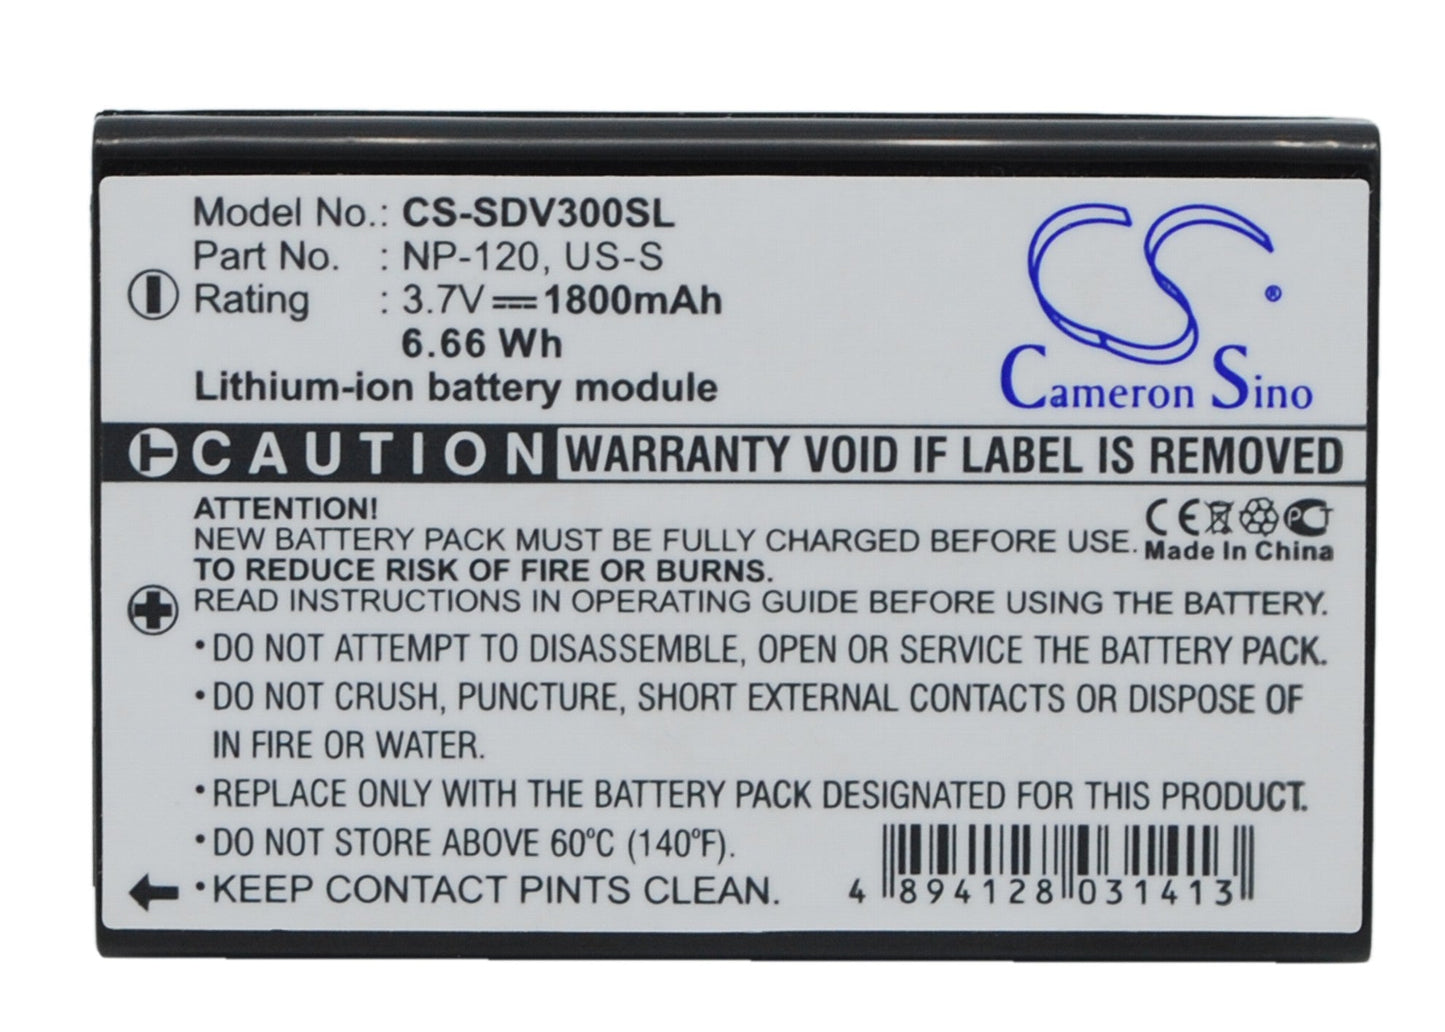 Model No.: CS-SDV300SL
Part No. : NP-120, US-S
Rating : 3.7V 1800mAh
6.66 Wh
Lithium-ion battery module
CS ®
Cameron Sino
CAUTION WARRANTY VOID IF LABEL IS REMOVED
ATTENTION!
NEW BATTERY PACK MUST BE FULLY CHARGED BEFORE USE.
TO REDUCE RISK OF FIRE OR BURNS.
CE PCT
Made In China
READ INSTRUCTIONS IN OPERATING GUIDE BEFORE USING THE BATTERY.
•DO NOT ATTEMPT TO DISASSEMBLE, OPEN OR SERVICE THE BATTERY PACK.
•DO NOT CRUSH, PUNCTURE, SHORT EXTERNAL CONTACTS OR DISPOSE OF
IN FIRE OR WATER.
•REPLACE ONLY WITH THE BATTERY PACK DESIGNATED FOR THIS PRODUCT.
•DO NOT STORE ABOVE 60ºC (140ºF).
•KEEP CONTACT PINTS CLEAN.
4 894128 031413